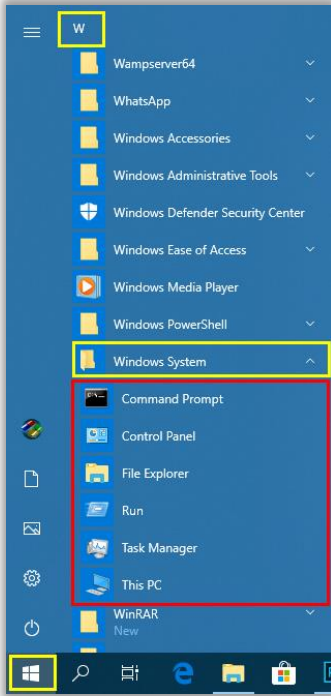 W
Wampserver64
WhatsApp
Windows Accessories
Windows Administrative Tools
Windows Defender Security Center
Windows Ease of Access
Windows Media Player
Windows PowerShell
Windows System
Command Prompt
Control Panel
File Explorer
Run
Task Manager
This PC
WinRAR
New